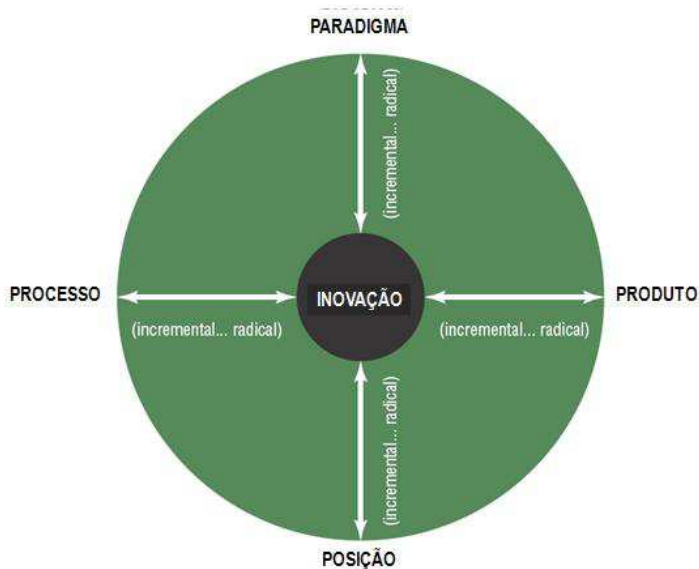 PARADIGMA
(incremental... radical)
PROCESSO
INOVAÇÃO
PRODUTO
(incremental... radical)
(incremental... radical)
(incremental... radical)
POSIÇÃO